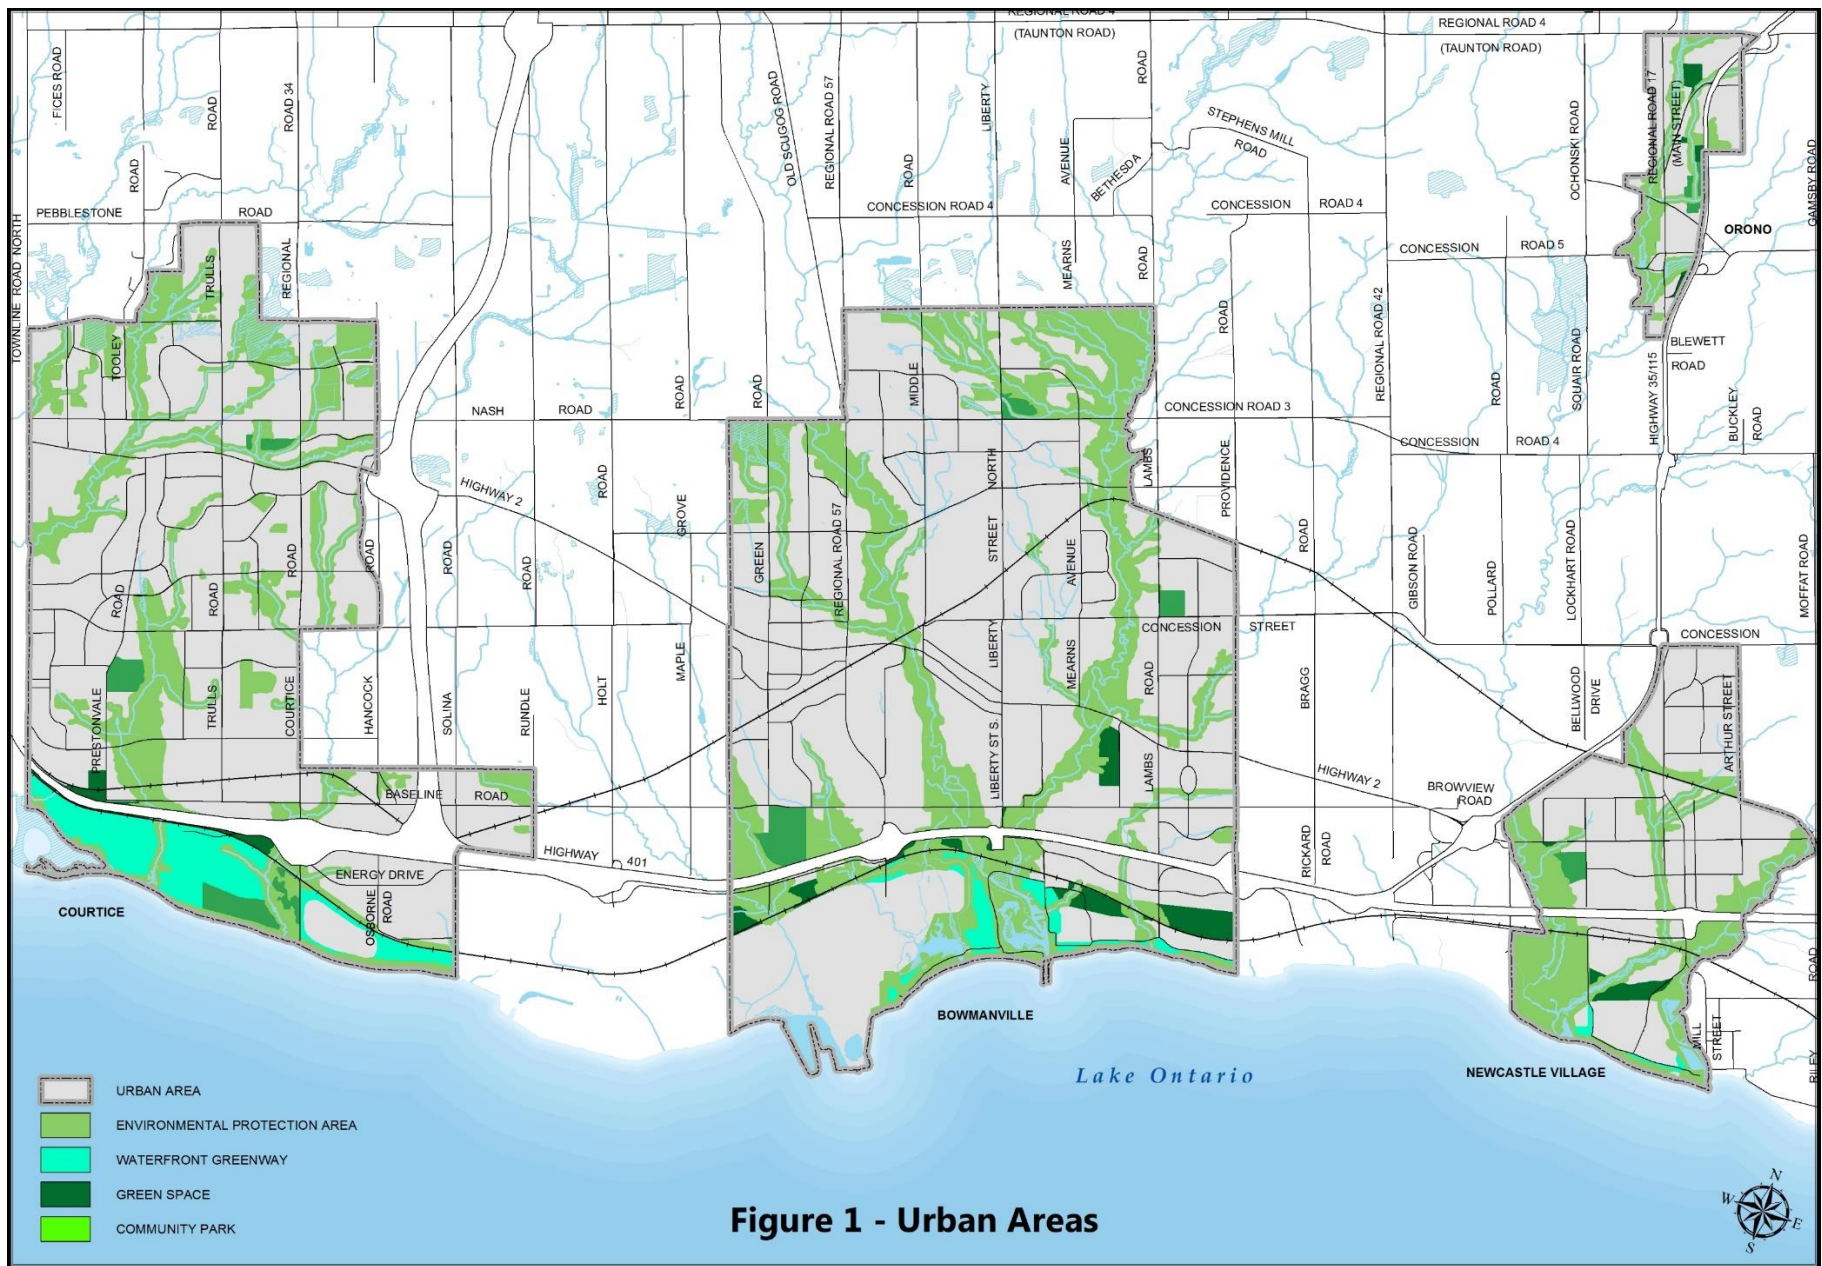 REGIONAL ROAD 4
(TAUNTON ROAD)
REGIONAL ROAD 4
(TAUNTON ROAD)
FICES ROAD
ROAD
ROAD
ROAD 34
OLD SCUGOG ROAD
REGIONAL ROAD 57
ROAD
LIBERTY
AVENUE
ROAD
BETHESDA
STEPHENS MILL
ROAD
OCHONSKI ROAD
REGIONAL ROAD 17
(MAIN STREET)
GAMSBY ROAD
PEBBLESTONE
ROAD
CONCESSION ROAD 4
CONCESSION
ROAD 4
ORONO
CONCESSION
ROAD 5
TOWNLINE ROAD NORTH
TRULLS
REGIONAL
MEARNS
ROAD
ROAD
REGIONAL ROAD 42
TOOLEY
MIDDLE
SQUAIR ROAD
BLEWETT
ROAD
HIGHWAY 35/115
BUCKLEY
ROAD
NASH
ROAD
ROAD
ROAD
CONCESSION ROAD 3
ROAD
CONCESSION
ROAD 4
HIGHWAY 2
ROAD
GROVE
NORTH
LAMBS
PROVIDENCE
ROAD
ROAD
ROAD
ROAD
ROAD
ROAD
ROAD
ROAD
GREEN
REGIONAL ROAD 57
STREET
AVENUE
GIBSON ROAD
POLLARD
LOCKHART ROAD
MOFFAT ROAD
CONCESSION
STREET
CONCESSION
PRESTONVALE
TRULLS
COURTICE
HANCOCK
SOLINA
RUNDLE
HOLT
MAPLE
LIBERTY
MEARNS
ROAD
BRAGG
BELLWOOD
DRIVE
ARTHUR STREET
LIBERTY ST S.
LAMBS
HIGHWAY 2
BROWVIEW
ROAD
BASELINE
ROAD
HIGHWAY
401
RICKARD
ROAD
ENERGY DRIVE
OSBORNE
ROAD
COURTICE
BOWMANVILLE
NEWCASTLE VILLAGE
MILL
STREET
ROAD
RILEY
Lake Ontario
URBAN AREA
ENVIRONMENTAL PROTECTION AREA
WATERFRONT GREENWAY
GREEN SPACE
COMMUNITY PARK
Figure 1 - Urban Areas
N
W
E
S